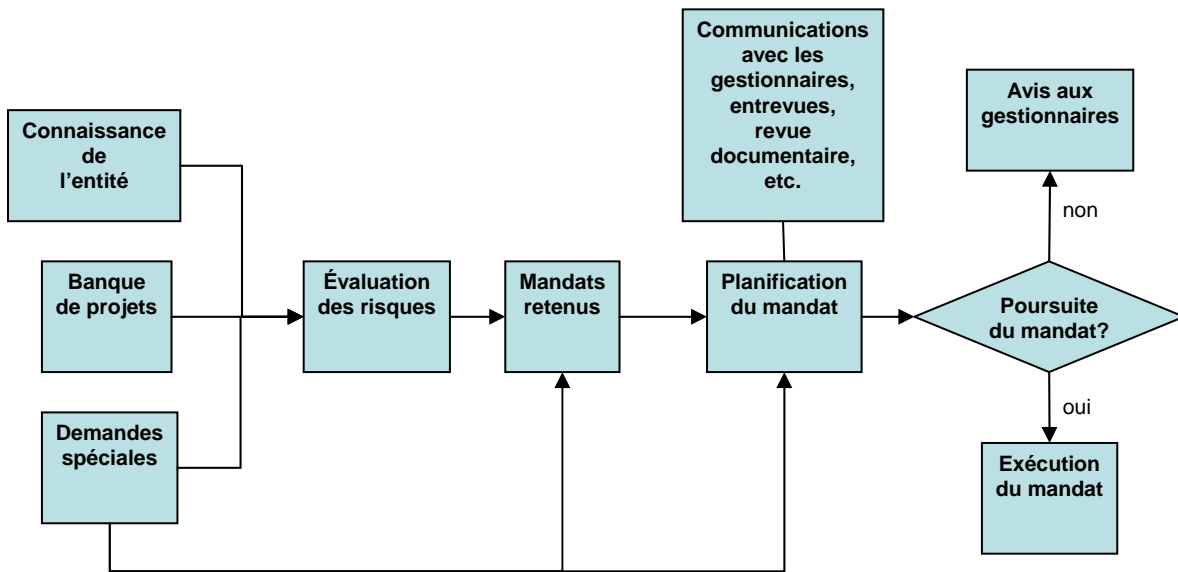 Connaissance
de
l'entité
Banque
de projets
Demandes
spéciales
Évaluation
des risques
Mandats
retenus
Communications
avec les
gestionnaires,
entrevues,
revue
documentaire,
etc.
Planification
du mandat
Avis aux
gestionnaires
non
Poursuite
du mandat?
oui
Exécution
du mandat